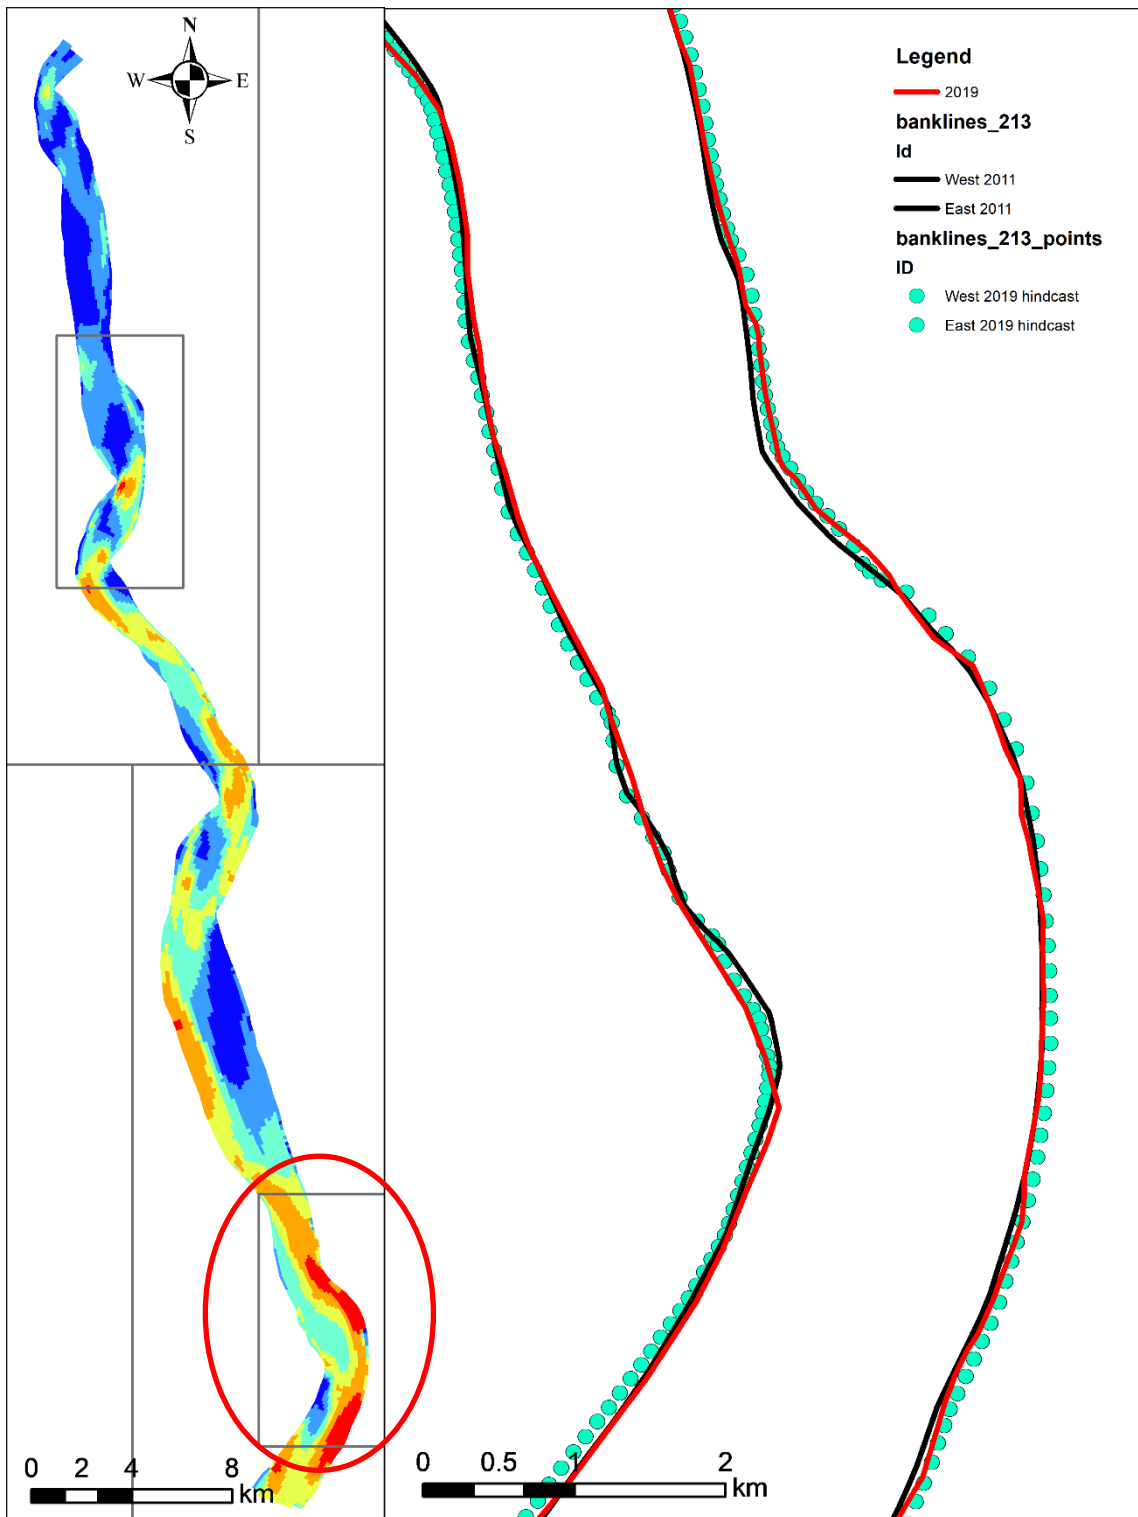 N
W E
S
Legend
2019
banklines_213
Id
West 2011
East 2011
banklines_213_points
ID
West 2019 hindcast
East 2019 hindcast
0 2 4 8
km
0 0.5 1 2
km